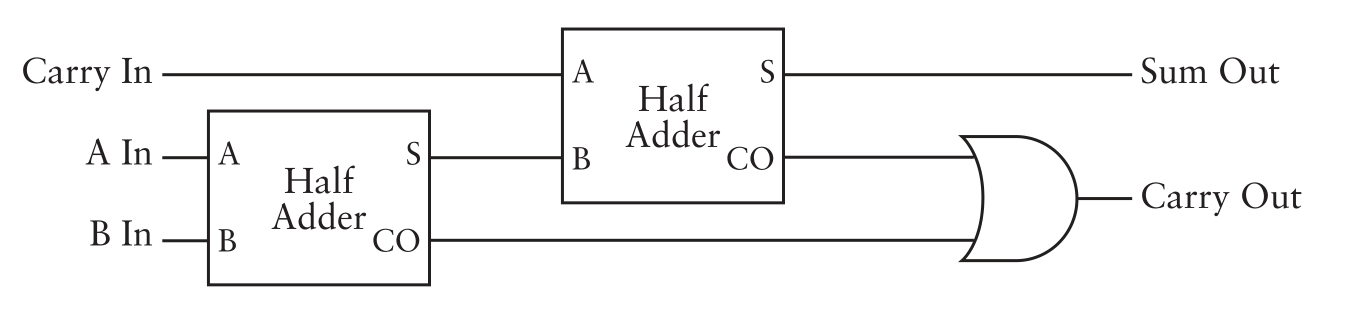 Carry In
A
S
Sum Out
Half
Adder
B
CO
A In
A
S
Half
Adder
B In
B
CO
Carry Out